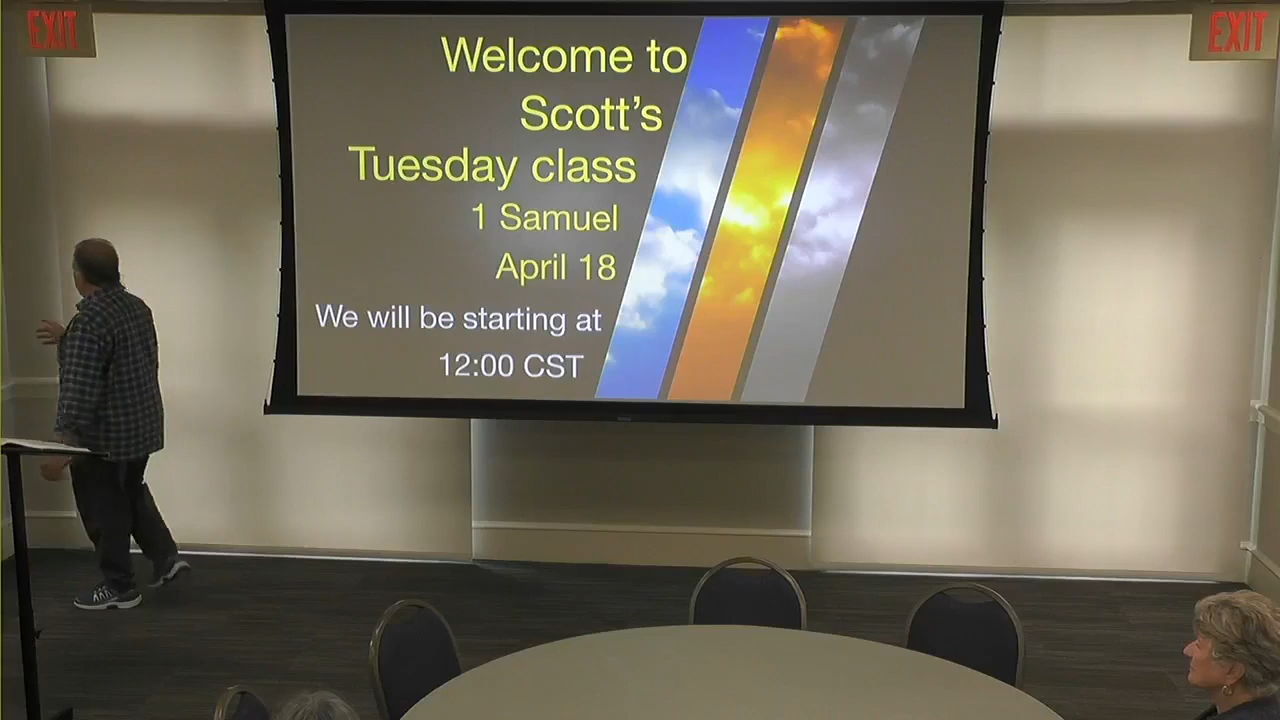 EXIT
EXIT
Welcome to
Scott's
Tuesday class
1 Samuel
April 18
We will be starting at
12:00 CST